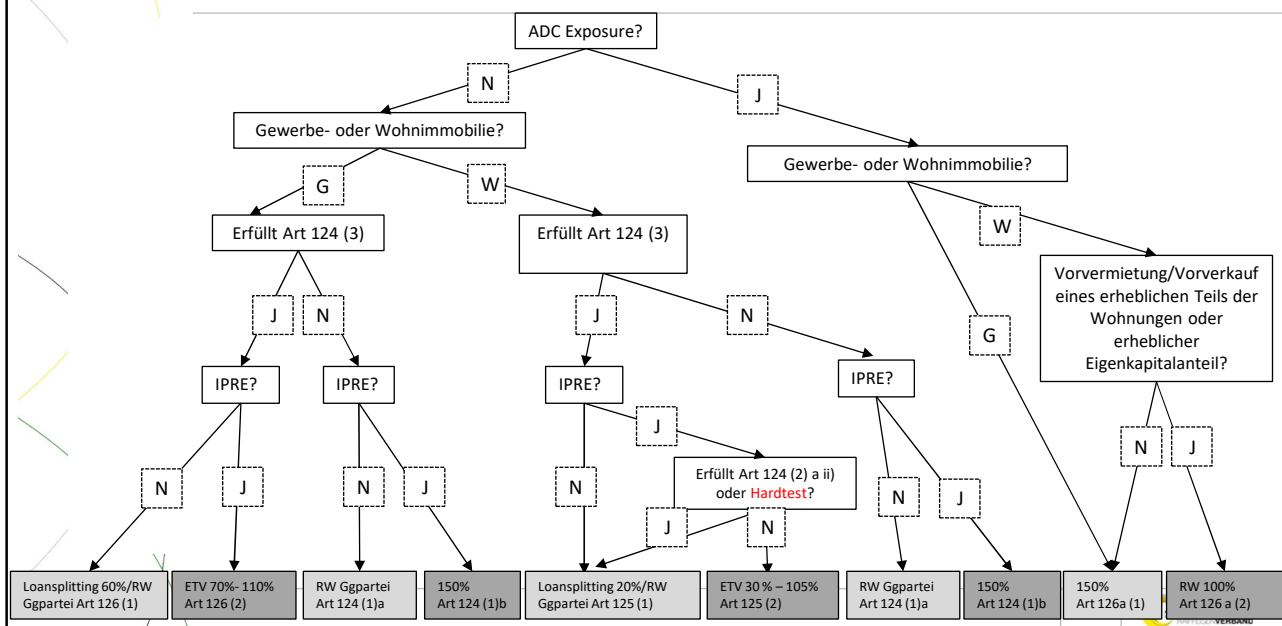 ADC Exposure?
N
J
Gewerbe- oder Wohnimmobilie?
Gewerbe- oder Wohnimmobilie?
G
W
W
Erfüllt Art 124 (3)
Erfüllt Art 124 (3)
Vorvermietung/Vorverkauf
eines erheblichen Teils der
Wohnungen oder
erheblicher
Eigenkapitalanteil?
J
N
J
N
G
IPRE?
IPRE?
IPRE?
IPRE?
J
N
J
N
J
N
J
N
N
J
Erfüllt Art 124 (2) a ii)
oder Hardtest?
J
N
N
J
Loansplitting 60%/RW
Ggpartei Art 126 (1)
ETV 70%- 110%
Art 126 (2)
RW Ggpartei
Art 124 (1)a
150%
Art 124 (1)b
Loansplitting 20%/RW
Ggpartei Art 125 (1)
ETV 30 % – 105%
Art 125 (2)
RW Ggpartei
Art 124 (1)a
150%
Art 124 (1)b
150%
Art 126a (1)
RW 100%
Art 126 a (2)
RAIFFEISENVERBAND